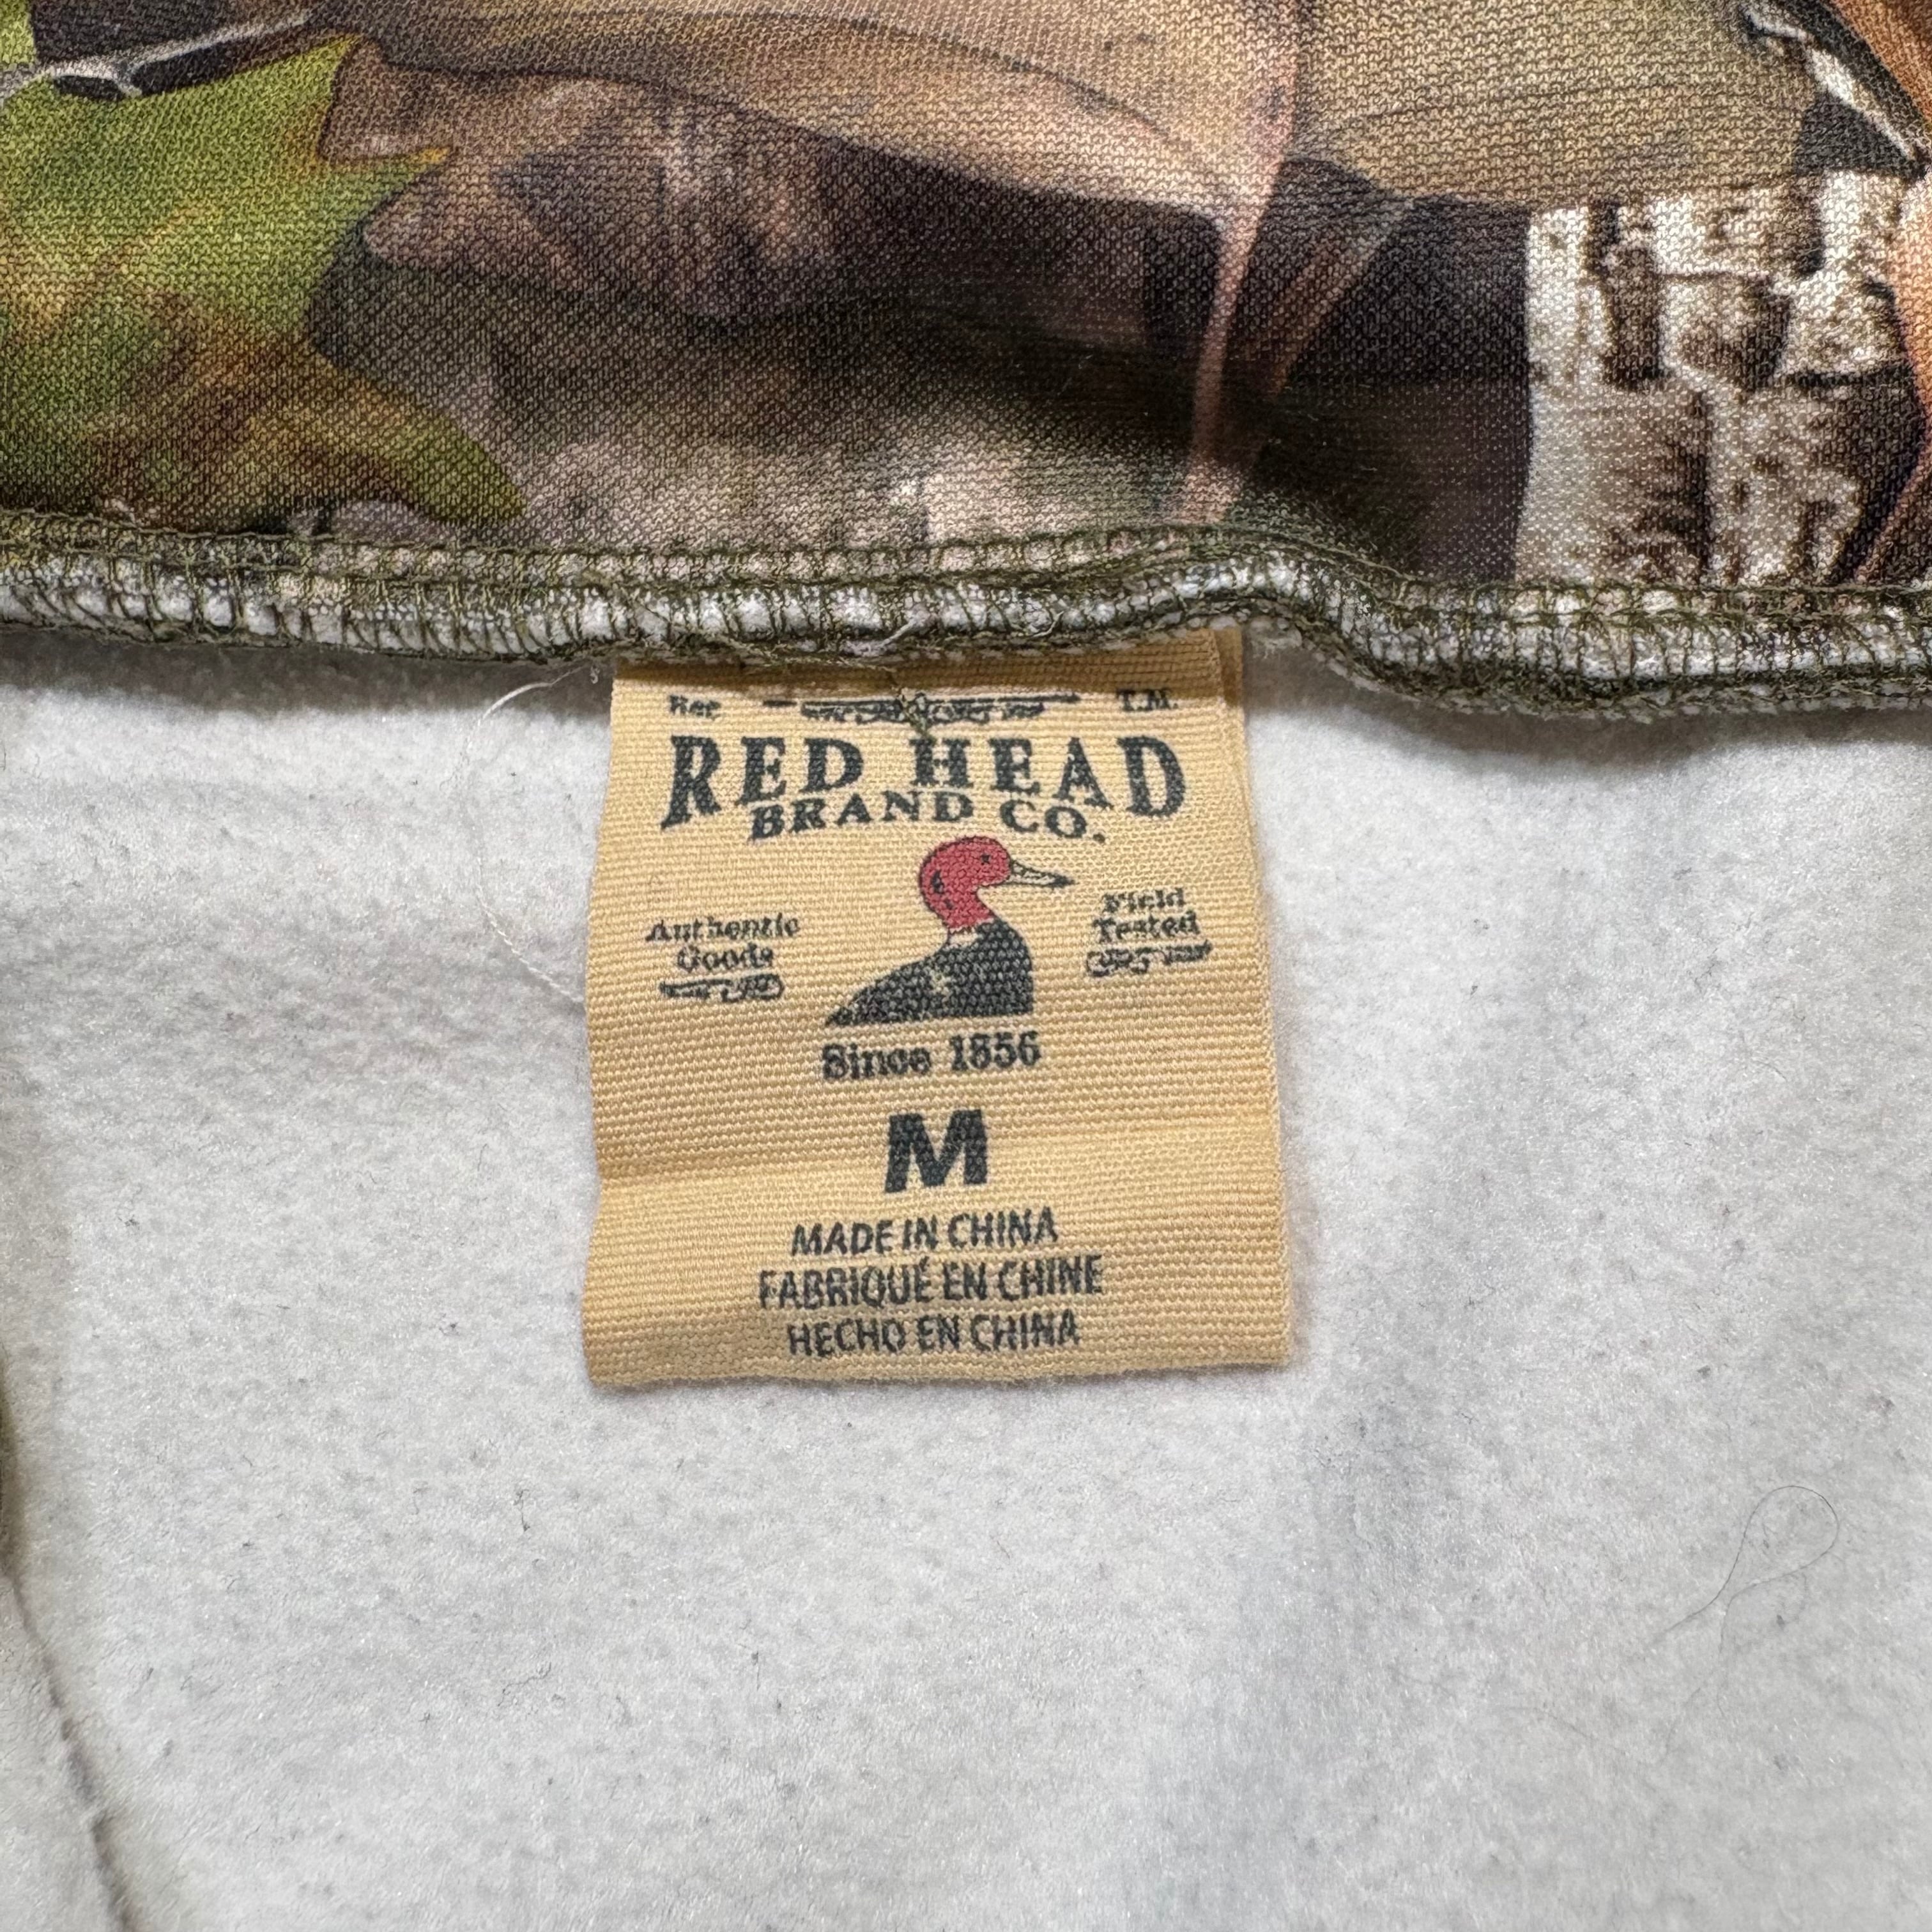 Reg T.M.
RED HEAD
BRAND CO.
Authentic
Goods
Field
Tested
Since 1856
M
MADE IN CHINA
FABRIQUÉ EN CHINE
HECHO EN CHINA